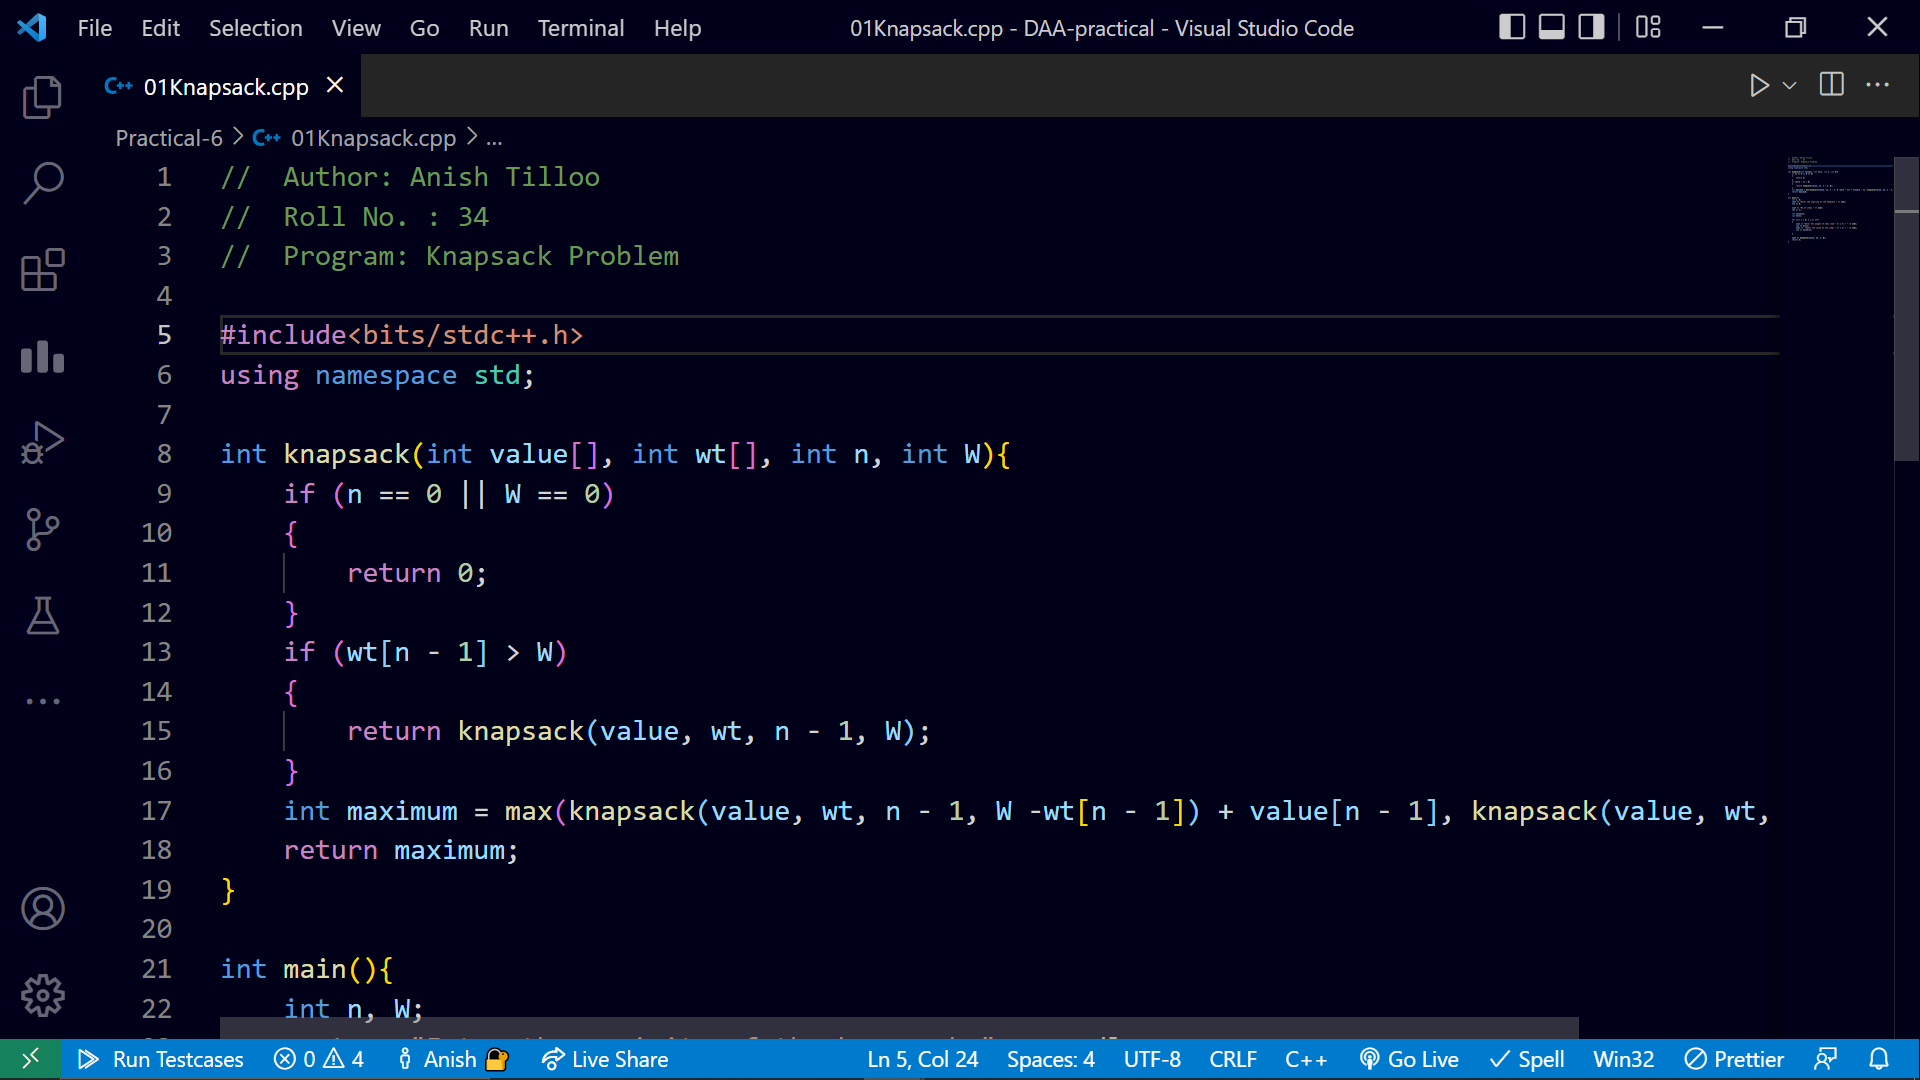 File Edit Selection View Go Run Terminal Help 01Knapsack.cpp - DAA-practical - Visual Studio Code
C++ 01Knapsack.cpp
Practical-6 > C++ 01Knapsack.cpp > ...
1 // Author: Anish Tilloo
2 // Roll No. : 34
3 // Program: Knapsack Problem
4
5 #include<bits/stdc++.h>
6 using namespace std;
7
8 int knapsack(int value[], int wt[], int n, int W){
9 if (n == 0 || W == 0)
10 {
11 return 0;
12 }
13 if (wt[n - 1] > W)
14 {
15 return knapsack(value, wt, n - 1, W);
16 }
17 int maximum = max(knapsack(value, wt, n - 1, W -wt[n - 1]) + value[n - 1], knapsack(value, wt,
18 return maximum;
19 }
20
21 int main(){
22 int n, W;
Run Testcases 0 4 Anish Live Share Ln 5, Col 24 Spaces: 4 UTF-8 CRLF C++ Go Live Spell Win32 Prettier